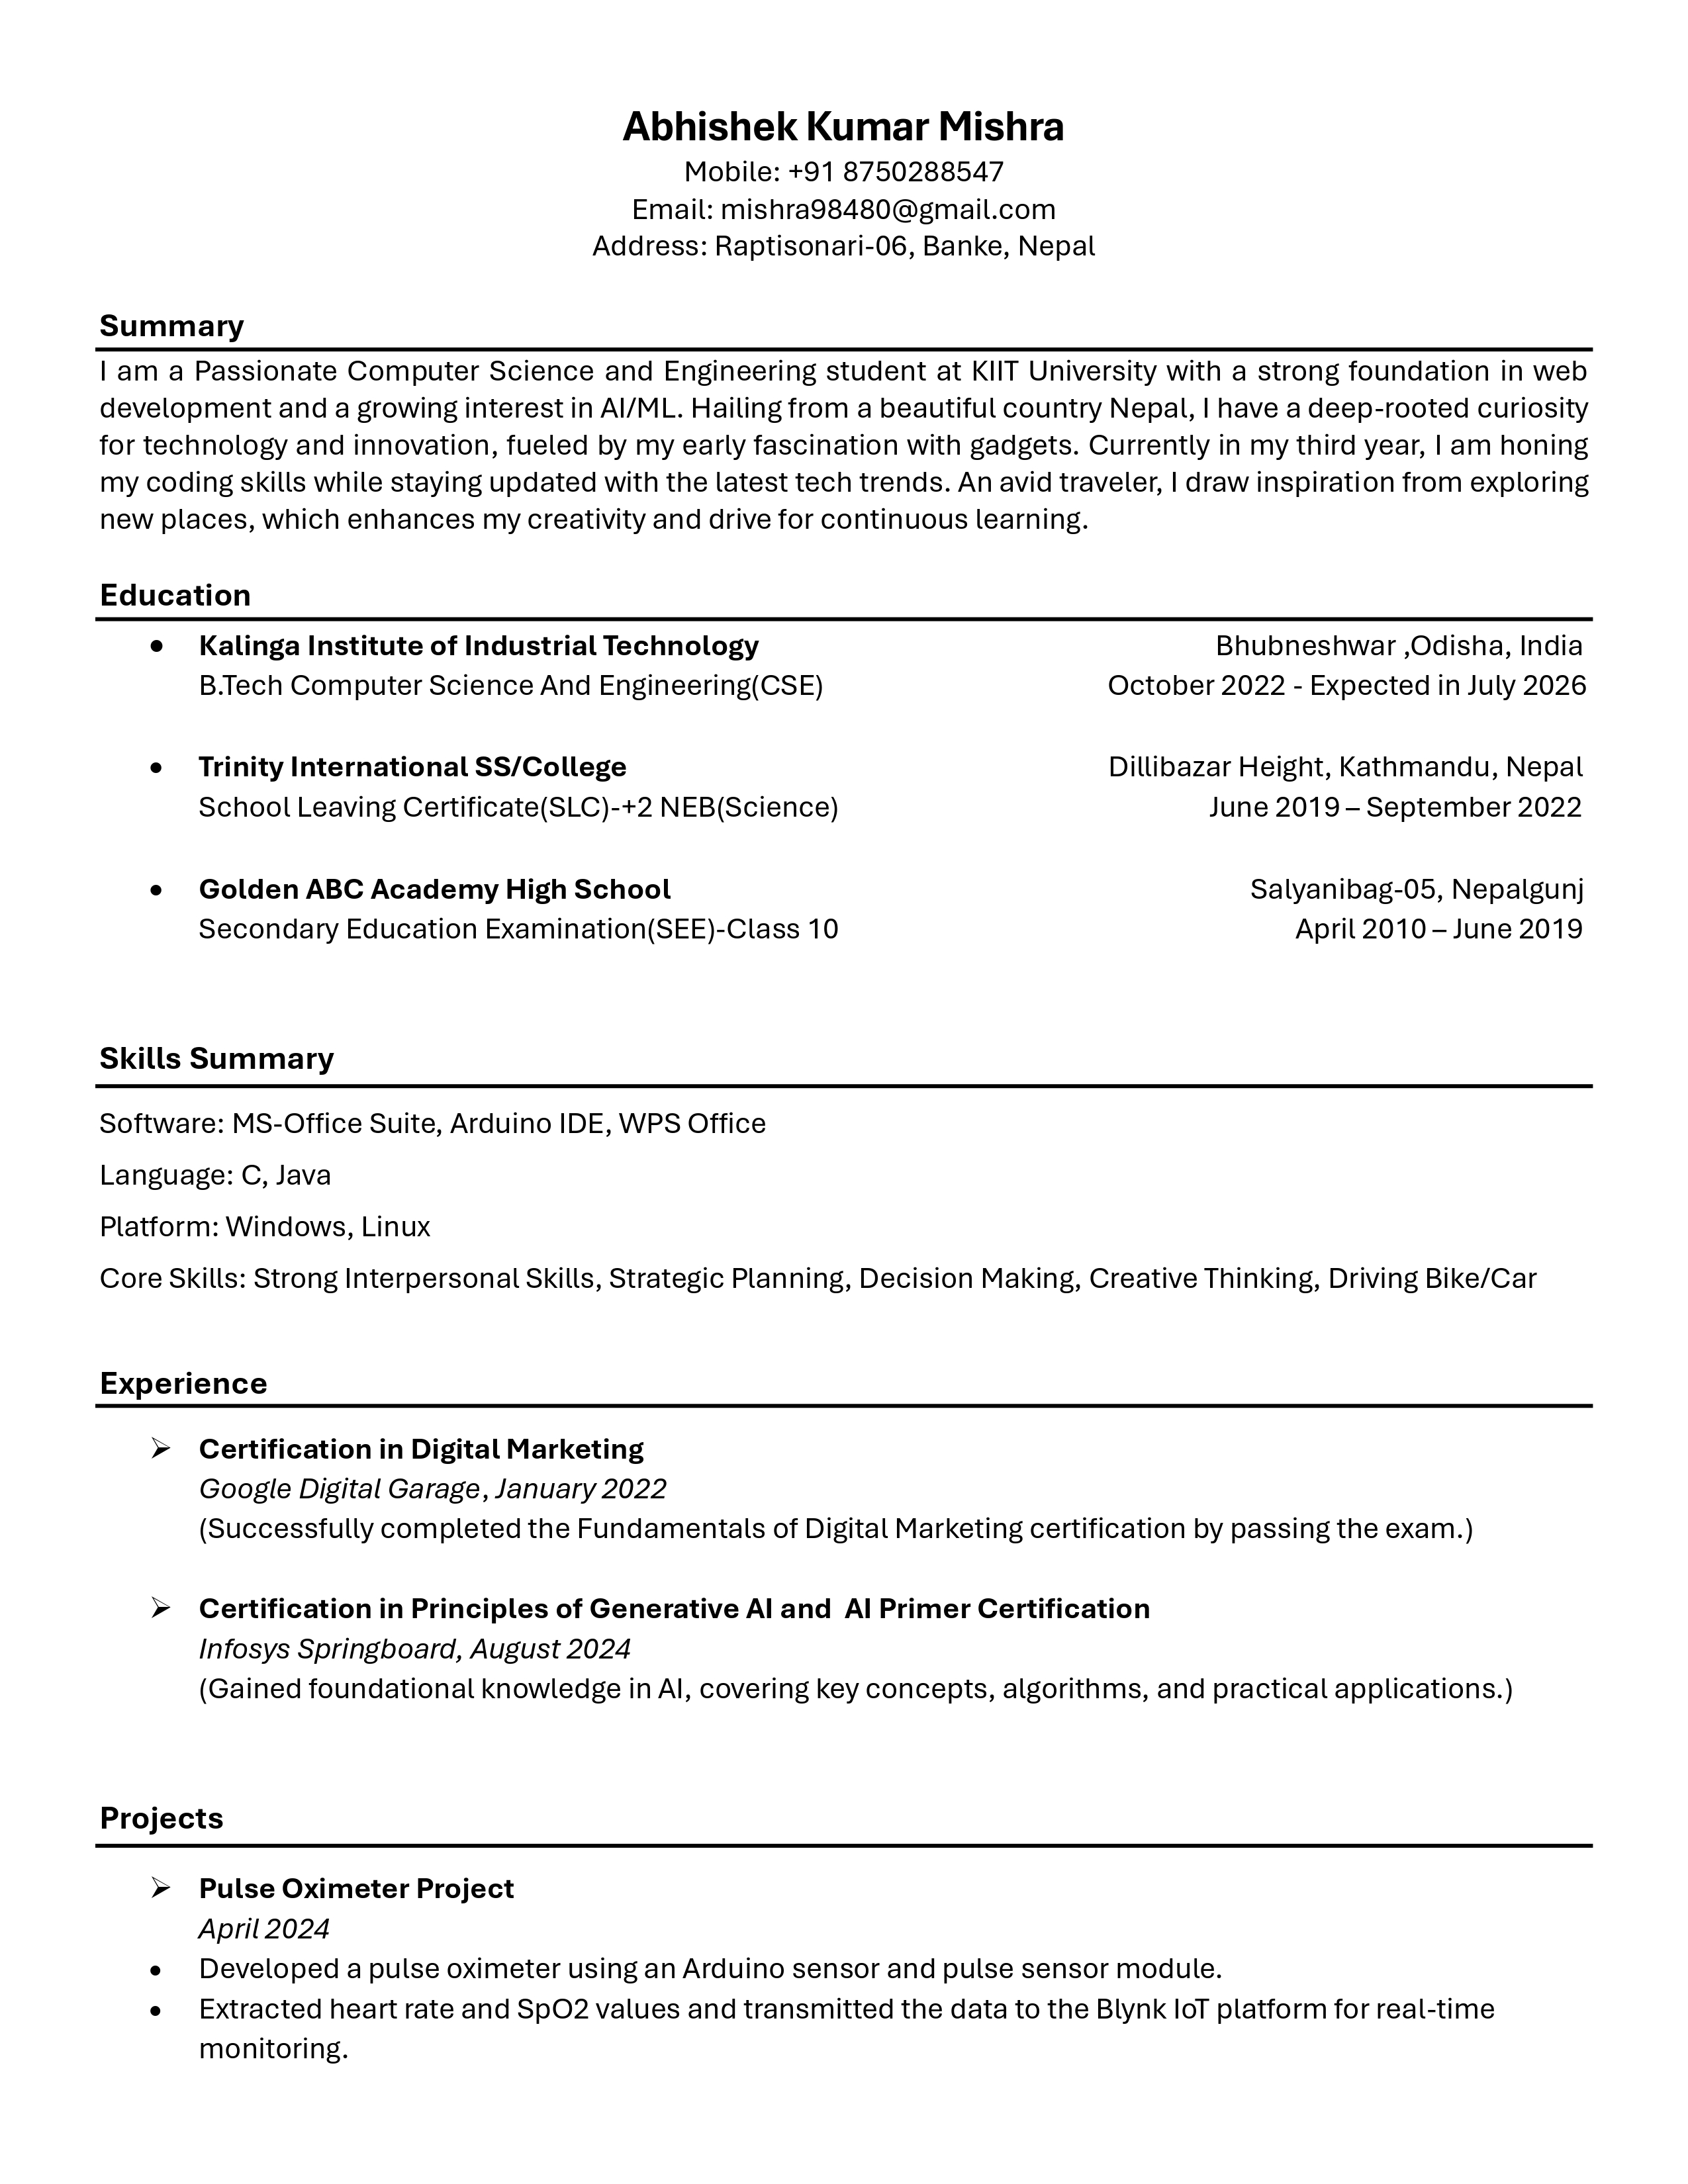 Abhishek Kumar Mishra
Mobile: +91 8750288547
Email: mishra98480@gmail.com
Address: Raptisonari-06, Banke, Nepal
Summary
I am a Passionate Computer Science and Engineering student at KIIT University with a strong foundation in web
development and a growing interest in AI/ML. Hailing from a beautiful country Nepal, I have a deep-rooted curiosity
for technology and innovation, fueled by my early fascination with gadgets. Currently in my third year, I am honing
my coding skills while staying updated with the latest tech trends. An avid traveler, I draw inspiration from exploring
new places, which enhances my creativity and drive for continuous learning.
Education
• Kalinga Institute of Industrial Technology Bhubneshwar ,Odisha, India
B.Tech Computer Science And Engineering(CSE) October 2022 - Expected in July 2026
• Trinity International SS/College Dillibazar Height, Kathmandu, Nepal
School Leaving Certificate(SLC)-+2 NEB(Science) June 2019 – September 2022
• Golden ABC Academy High School Salyanibag-05, Nepalgunj
Secondary Education Examination(SEE)-Class 10 April 2010 – June 2019
Skills Summary
Software: MS-Office Suite, Arduino IDE, WPS Office
Language: C, Java
Platform: Windows, Linux
Core Skills: Strong Interpersonal Skills, Strategic Planning, Decision Making, Creative Thinking, Driving Bike/Car
Experience
➢ Certification in Digital Marketing
Google Digital Garage, January 2022
(Successfully completed the Fundamentals of Digital Marketing certification by passing the exam.)
➢ Certification in Principles of Generative AI and  AI Primer Certification
Infosys Springboard, August 2024
(Gained foundational knowledge in AI, covering key concepts, algorithms, and practical applications.)
Projects
➢ Pulse Oximeter Project
April 2024
• Developed a pulse oximeter using an Arduino sensor and pulse sensor module.
• Extracted heart rate and SpO2 values and transmitted the data to the Blynk IoT platform for real-time
monitoring.